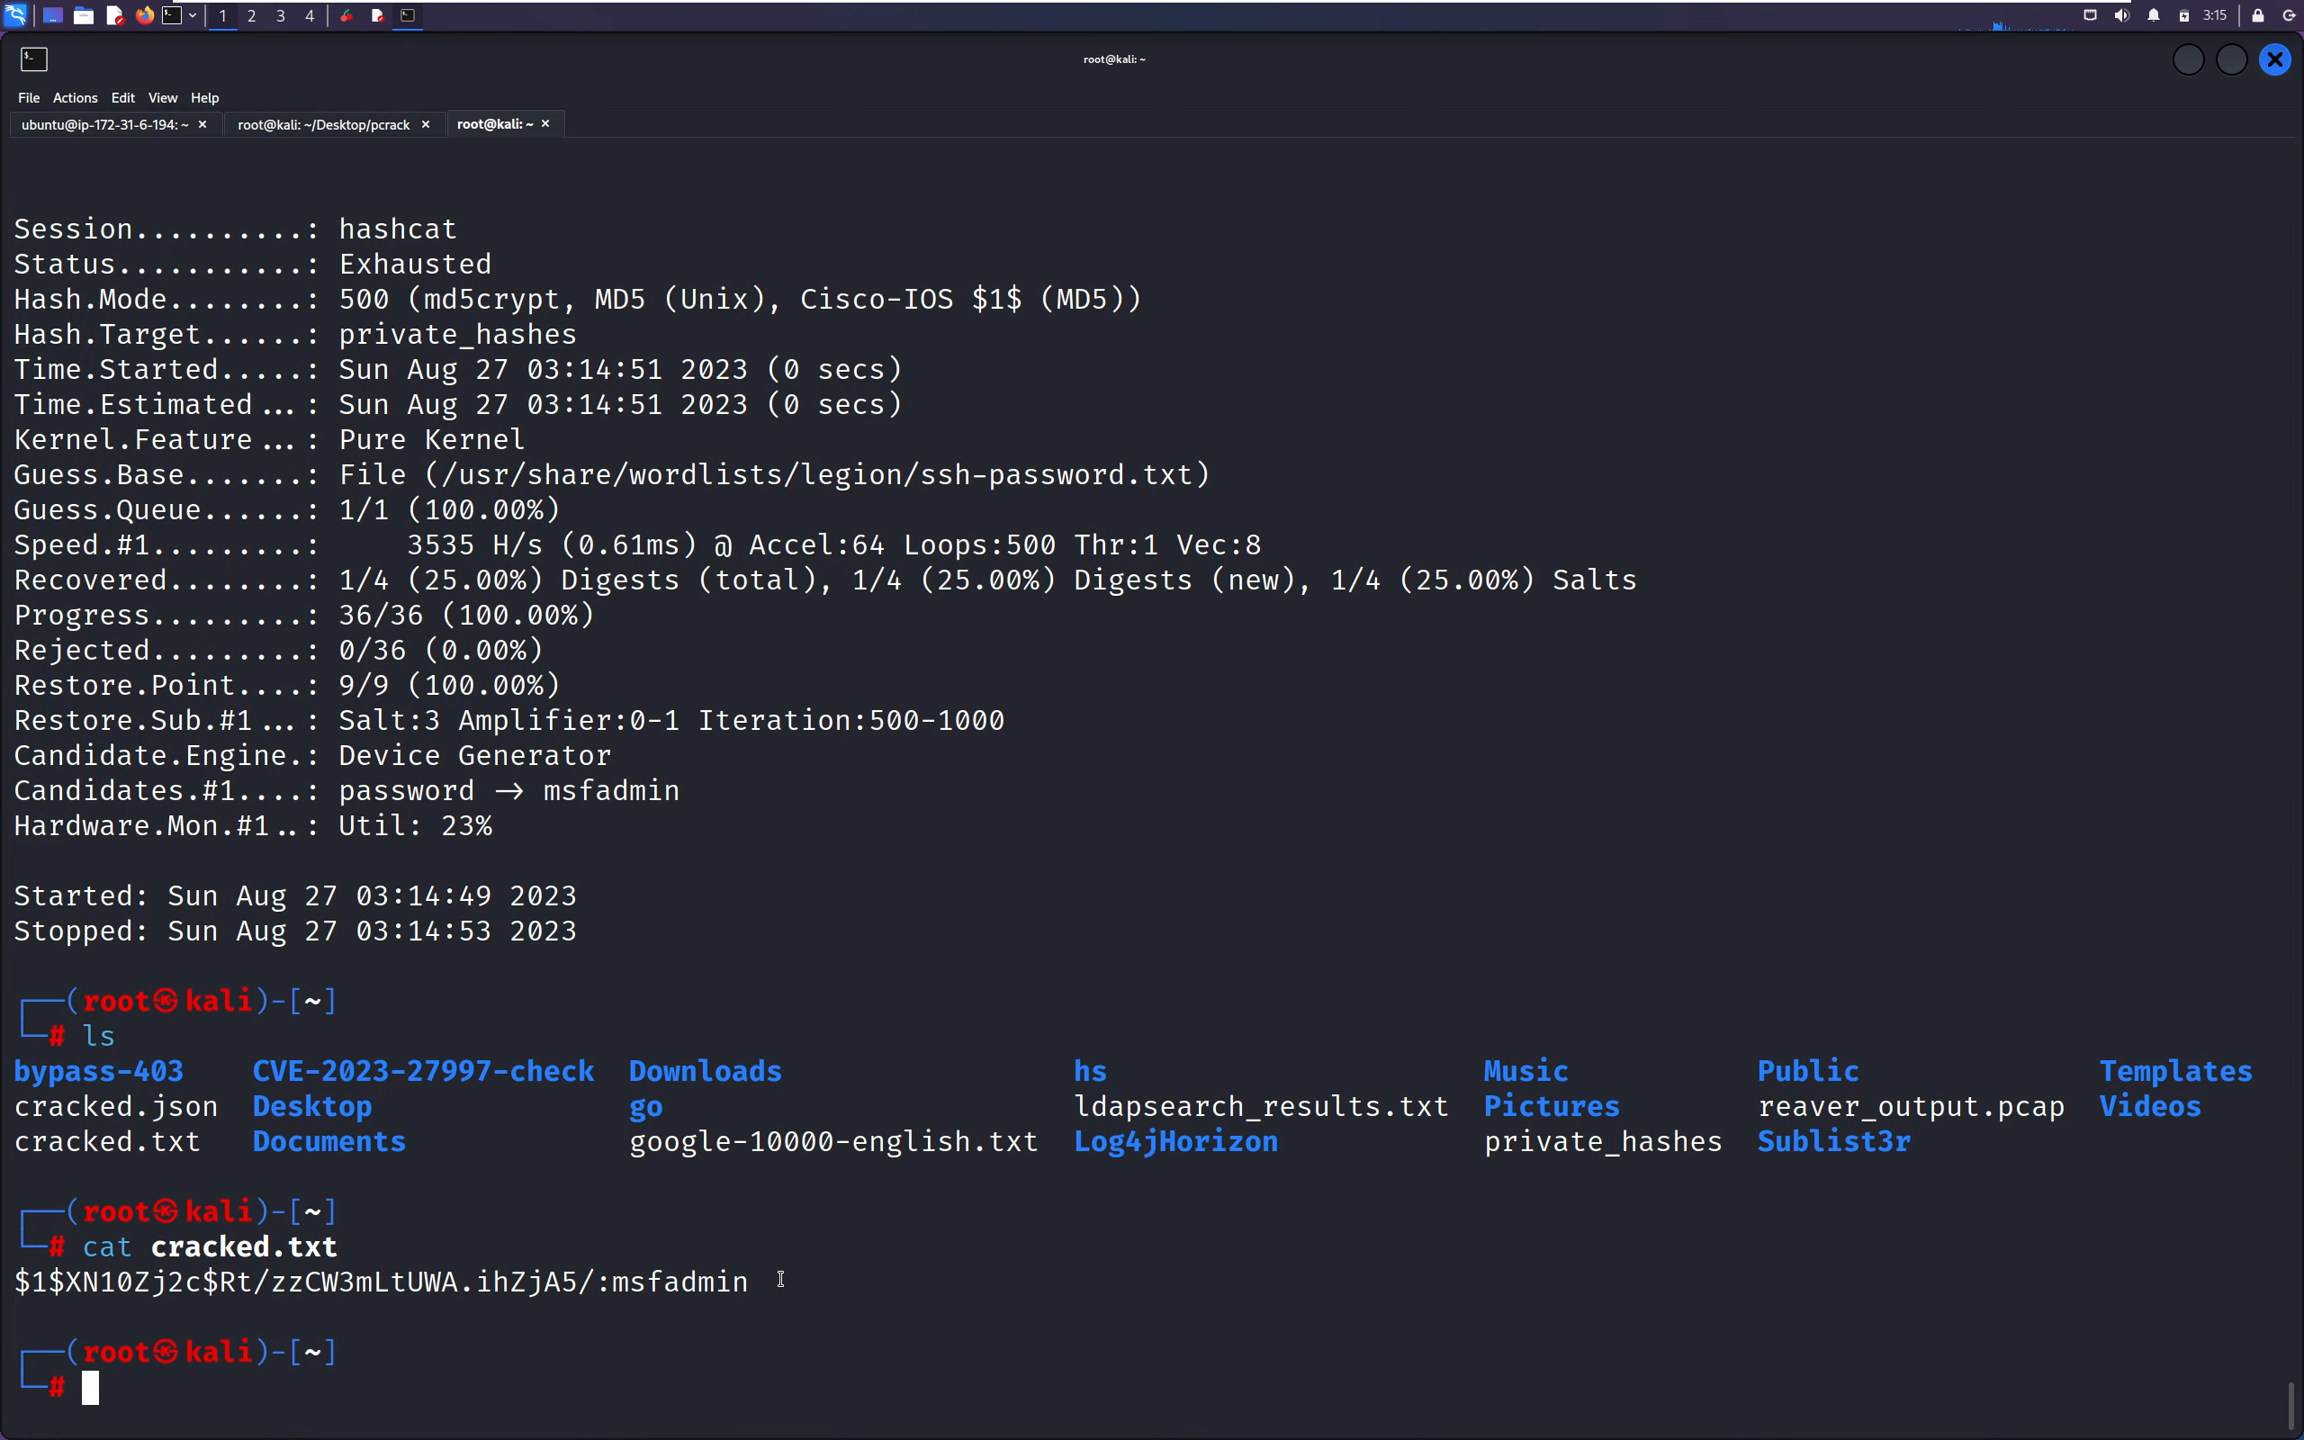 1 2 3 4 3:15
root@kali: ~
File Actions Edit View Help
ubuntu@ip-172-31-6-194: ~ × root@kali: ~/Desktop/pcrack × root@kali: ~ ×
Session..........: hashcat
Status...........: Exhausted
Hash.Mode........: 500 (md5crypt, MD5 (Unix), Cisco-IOS $1$ (MD5))
Hash.Target......: private_hashes
Time.Started.....: Sun Aug 27 03:14:51 2023 (0 secs)
Time.Estimated...: Sun Aug 27 03:14:51 2023 (0 secs)
Kernel.Feature...: Pure Kernel
Guess.Base.......: File (/usr/share/wordlists/legion/ssh-password.txt)
Guess.Queue......: 1/1 (100.00%)
Speed.#1.........:     3535 H/s (0.61ms) @ Accel:64 Loops:500 Thr:1 Vec:8
Recovered........: 1/4 (25.00%) Digests (total), 1/4 (25.00%) Digests (new), 1/4 (25.00%) Salts
Progress.........: 36/36 (100.00%)
Rejected.........: 0/36 (0.00%)
Restore.Point....: 9/9 (100.00%)
Restore.Sub.#1...: Salt:3 Amplifier:0-1 Iteration:500-1000
Candidate.Engine.: Device Generator
Candidates.#1....: password → msfadmin
Hardware.Mon.#1..: Util: 23%
Started: Sun Aug 27 03:14:49 2023
Stopped: Sun Aug 27 03:14:53 2023
┌──(root㉿kali)-[~]
└─# ls
bypass-403 CVE-2023-27997-check Downloads hs Music Public Templates
cracked.json Desktop go ldapsearch_results.txt Pictures reaver_output.pcap Videos
cracked.txt Documents google-10000-english.txt Log4jHorizon private_hashes Sublist3r
┌──(root㉿kali)-[~]
└─# cat cracked.txt
$1$XN10Zj2c$Rt/zzCW3mLtUWA.ihZjA5/:msfadmin
┌──(root㉿kali)-[~]
└─#